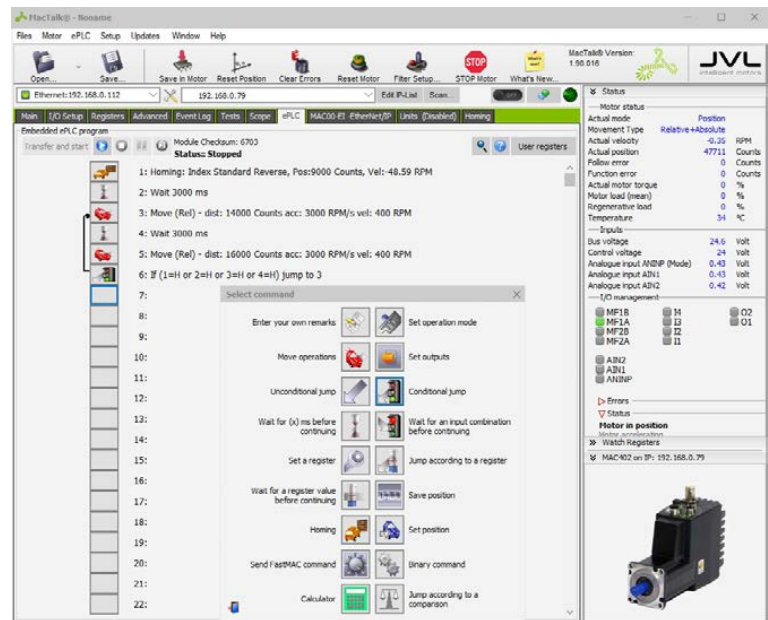 MacTalk® - Noname
Files Motor ePLC Setup Updates Window Help
Open... Save... Save in Motor Reset Position Clear Errors Reset Motor Filter Setup... STOP Motor What's New...
STOP
MacTalk® Version:
1.90.016
JVL
intelligent motors
Ethernet:192.168.0.112 192.168.0.79 Edit IP-List Scan...
Main I/O Setup Registers Advanced Event Log Tests Scope ePLC MAC00-EI -EtherNet/IP Units (Disabled) Homing
Embedded ePLC program
Transfer and start
Module Checksum: 6703
Status: Stopped
User registers
1: Homing: Index Standard Reverse, Pos:9000 Counts, Vel:-48.59 RPM
2: Wait 3000 ms
3: Move (Rel) - dist: 14000 Counts acc: 3000 RPM/s vel: 400 RPM
4: Wait 3000 ms
5: Move (Rel) - dist: 16000 Counts acc: 3000 RPM/s vel: 400 RPM
6: If (1=H or 2=H or 3=H or 4=H) jump to 3
7:
8:
9:
10:
11:
12:
13:
14:
15:
16:
17:
18:
19:
20:
21:
22:
Select command
Enter your own remarks
Set operation mode
Move operations
Set outputs
Unconditional jump
Conditional jump
Wait for (x) ms before
continuing
Wait for an input combination
before continuing
Set a register
Jump according to a register
Wait for a register value
before continuing
Save position
Homing
Set position
Send FastMAC command
Binary command
Calculator
Jump according to a
comparison
Status
Motor status
Actual mode Position
Movement Type Relative+Absolute
Actual velocity -0.35 RPM
Actual position 47711 Counts
Follow error 0 Counts
Function error 0 Counts
Actual motor torque 0 %
Motor load (mean) 0 %
Regenerative load 0 %
Temperature 34 ºC
Inputs
Bus voltage 24.6 Volt
Control voltage 24 Volt
Analogue input ANINP (Mode) 0.43 Volt
Analogue input AIN1 0.43 Volt
Analogue input AIN2 0.42 Volt
I/O management
MF1B I4 O2
MF1A I3 O1
MF2B I2
MF2A I1
AIN2
AIN1
ANINP
Errors
Status
Motor in position
Motor accelerating
Watch Registers
MAC402 on IP: 192.168.0.79